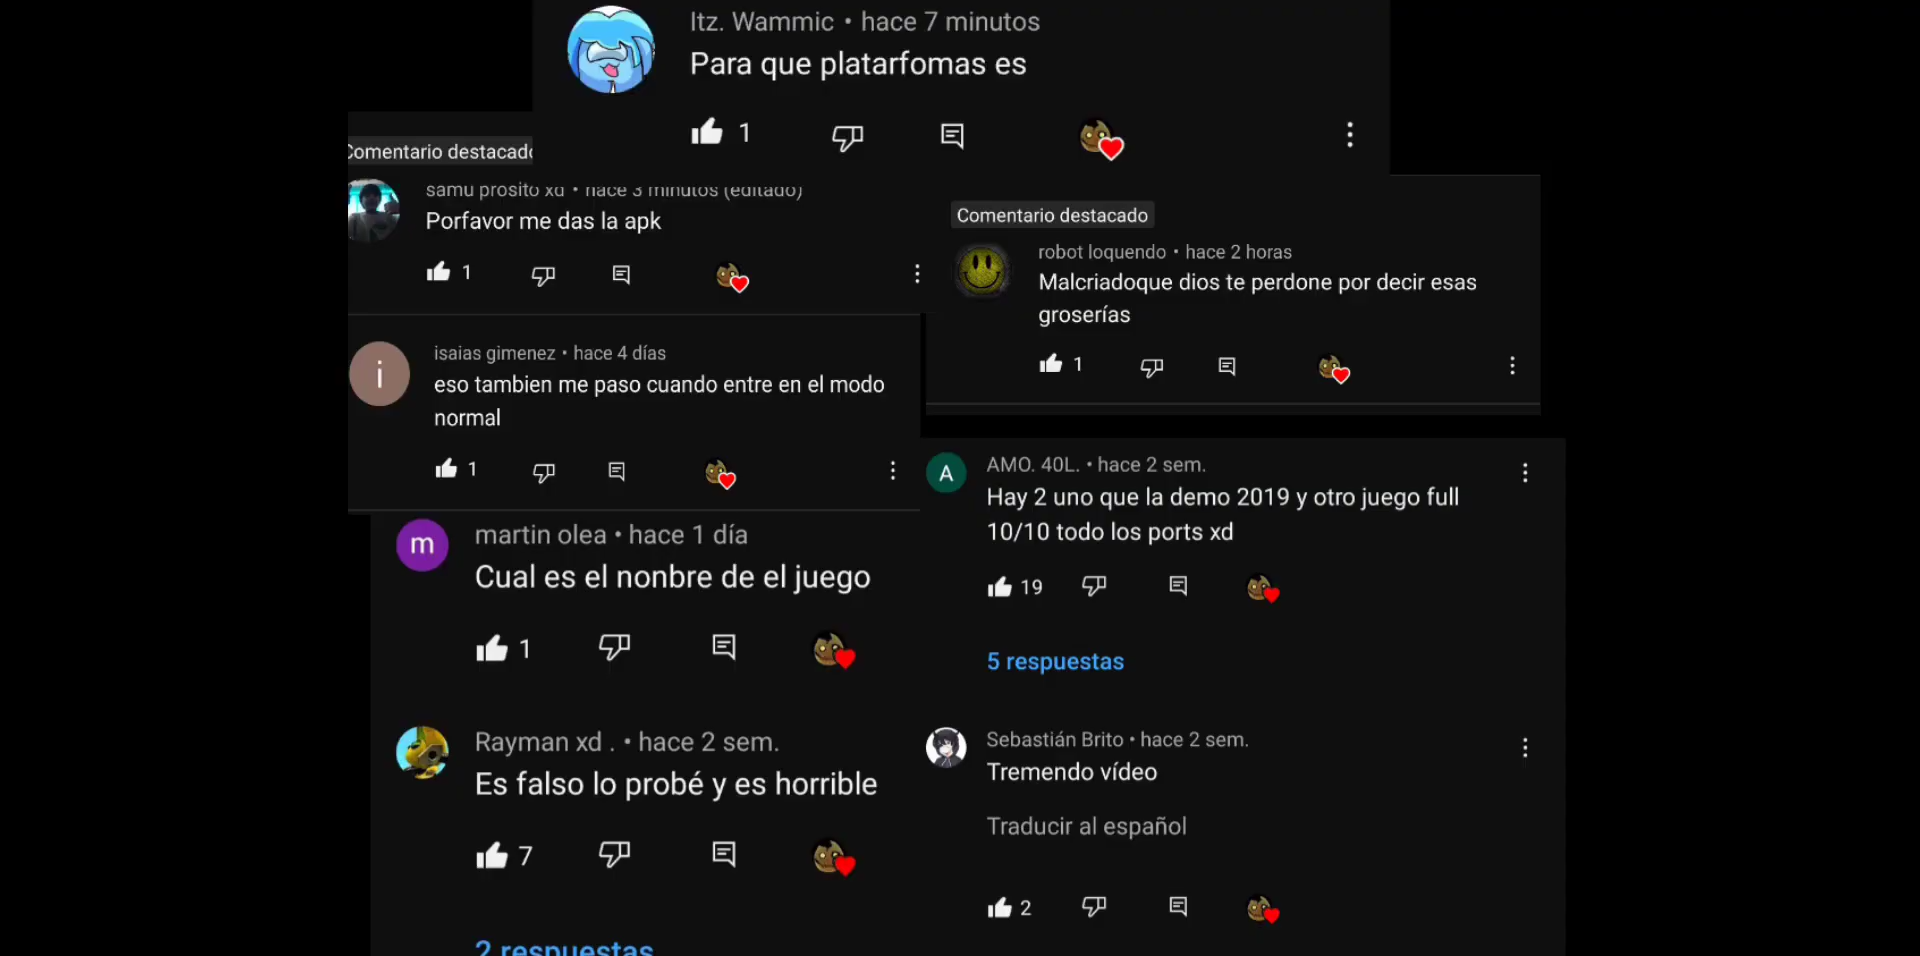 Itz. Wammic • hace 7 minutos
Para que platarfomas es
1
Comentario destacado
samu prosito xd • hace 3 minutos (editado)
Porfavor me das la apk
1
Comentario destacado
robot loquendo • hace 2 horas
Malcriadoque dios te perdone por decir esas
groserías
1
i
isaias gimenez • hace 4 días
eso tambien me paso cuando entre en el modo
normal
1
A
AMO. 40L. • hace 2 sem.
Hay 2 uno que la demo 2019 y otro juego full
10/10 todo los ports xd
19
5 respuestas
m
martin olea • hace 1 día
Cual es el nonbre de el juego
1
Rayman xd . • hace 2 sem.
Es falso lo probé y es horrible
7
2 respuestas
Sebastián Brito • hace 2 sem.
Tremendo vídeo
Traducir al español
2